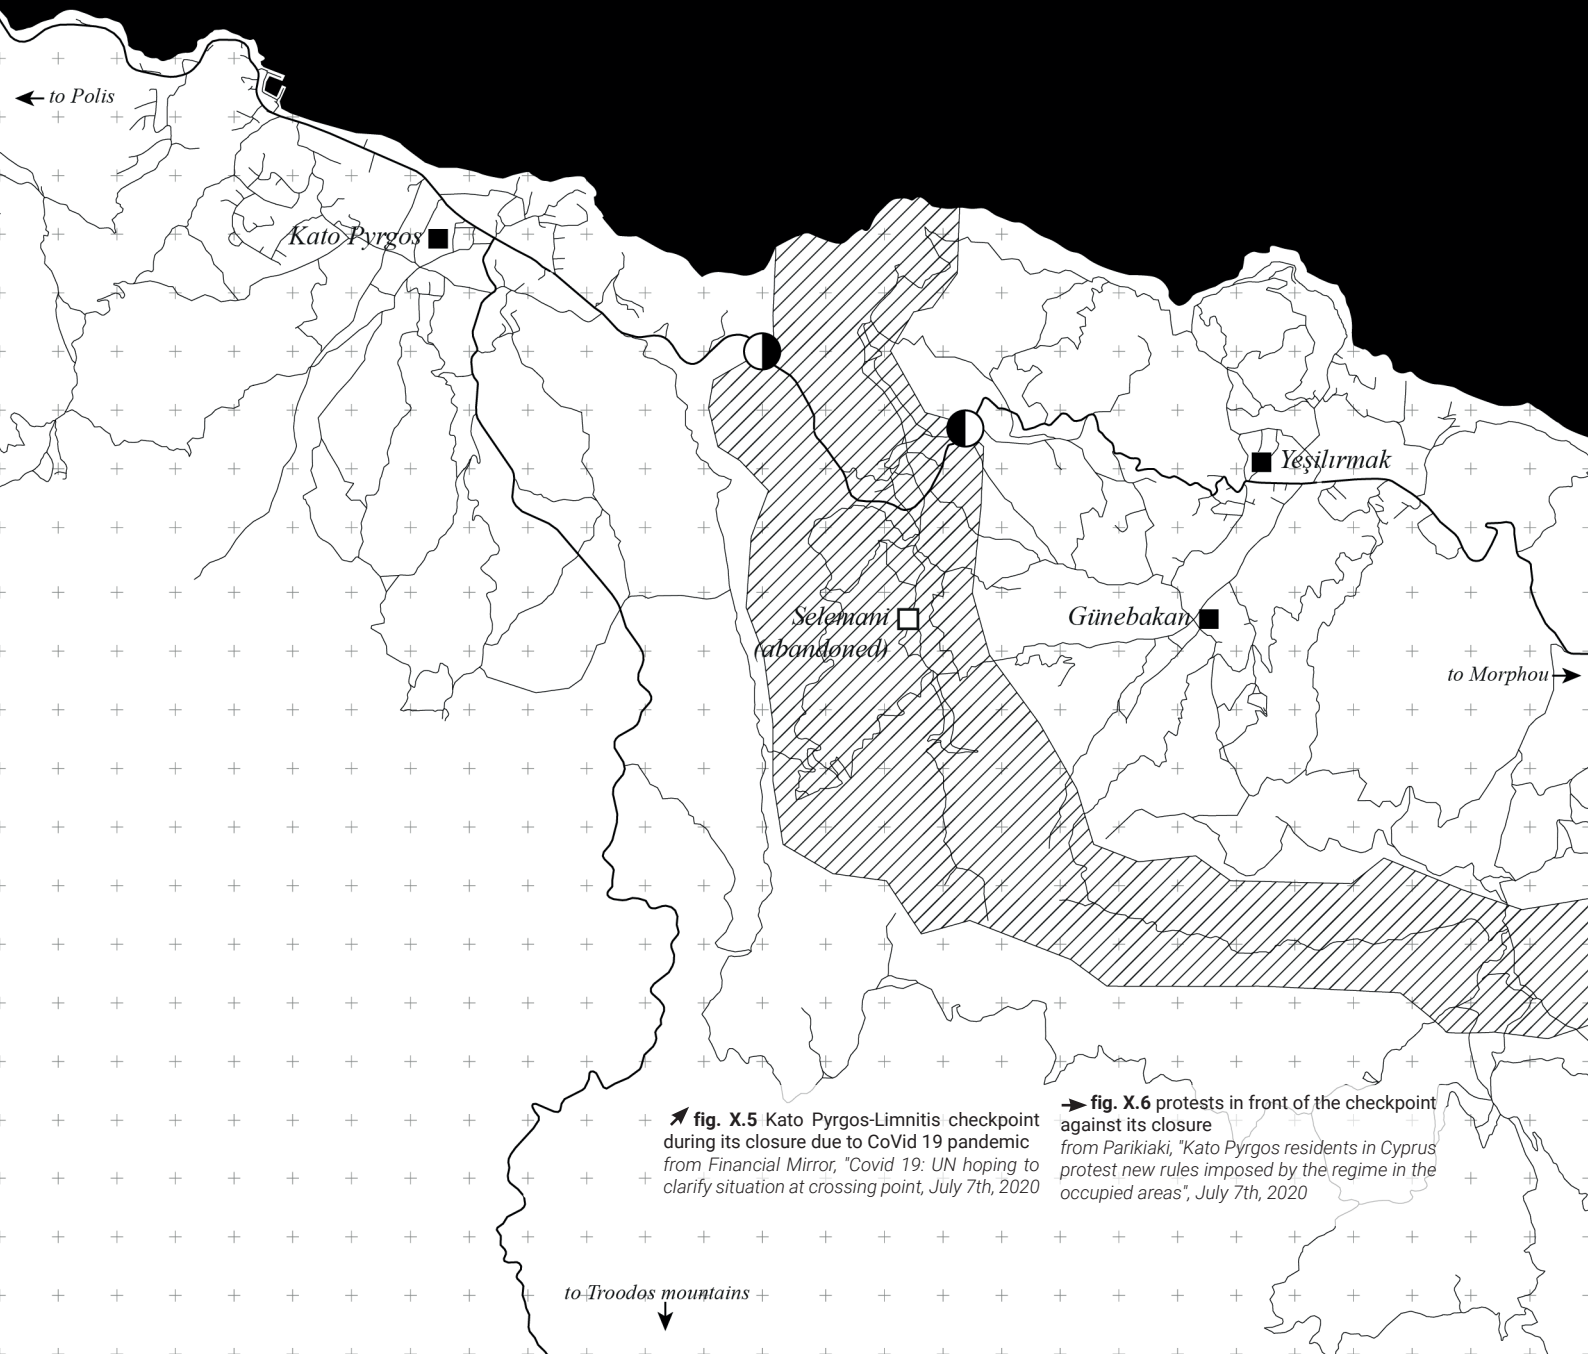 to Polis
Kato Pyrgos
Yeşilırmak
Selemani
(abandoned)
Günebakan
to Morphou
fig. X.5 Kato Pyrgos-Limnitis checkpoint
during its closure due to CoVid 19 pandemic
from Financial Mirror, "Covid 19: UN hoping to
clarify situation at crossing point, July 7th, 2020
fig. X.6 protests in front of the checkpoint
against its closure
from Parikiaki, "Kato Pyrgos residents in Cyprus
protest new rules imposed by the regime in the
occupied areas", July 7th, 2020
to Troodos mountains